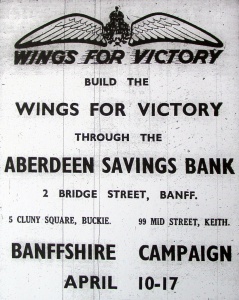 WINGS FOR VICTORY
BUILD THE
WINGS FOR VICTORY
THROUGH THE
ABERDEEN SAVINGS BANK
2 BRIDGE STREET, BANFF.
5 CLUNY SQUARE, BUCKIE. 99 MID STREET, KEITH.
BANFFSHIRE CAMPAIGN
APRIL 10-17